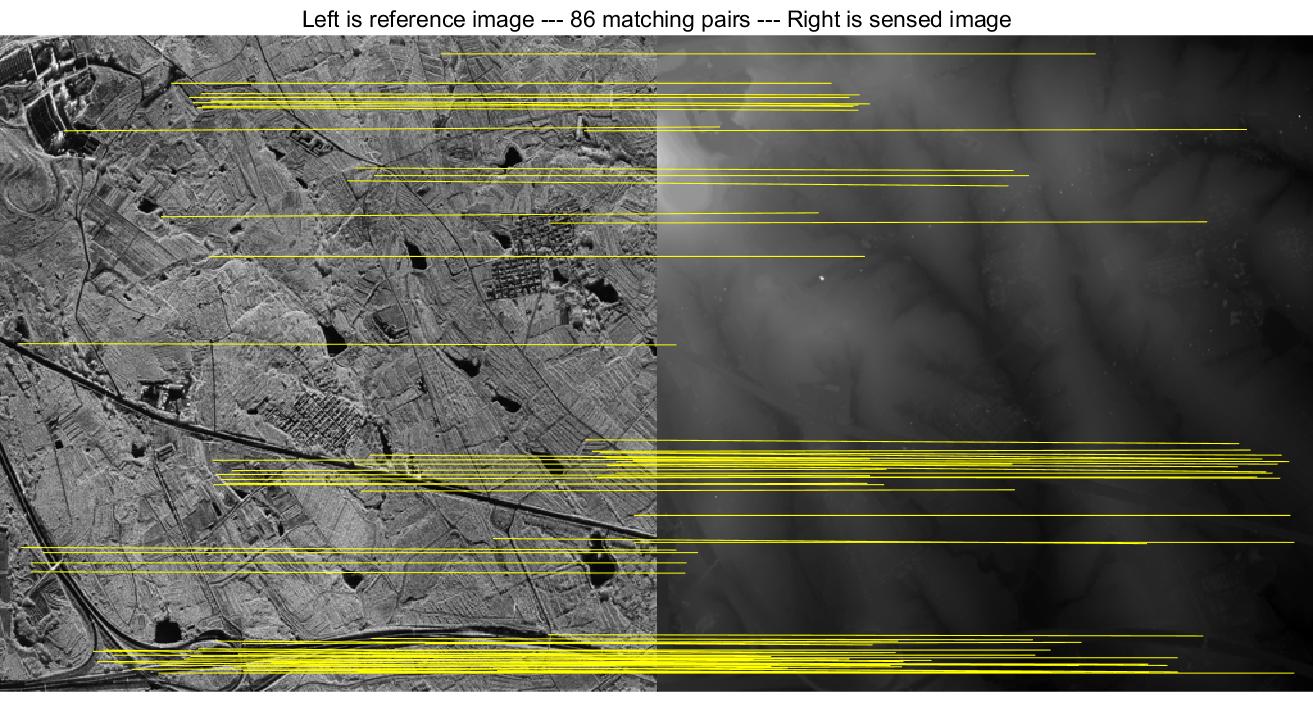 Left is reference image --- 86 matching pairs --- Right is sensed image